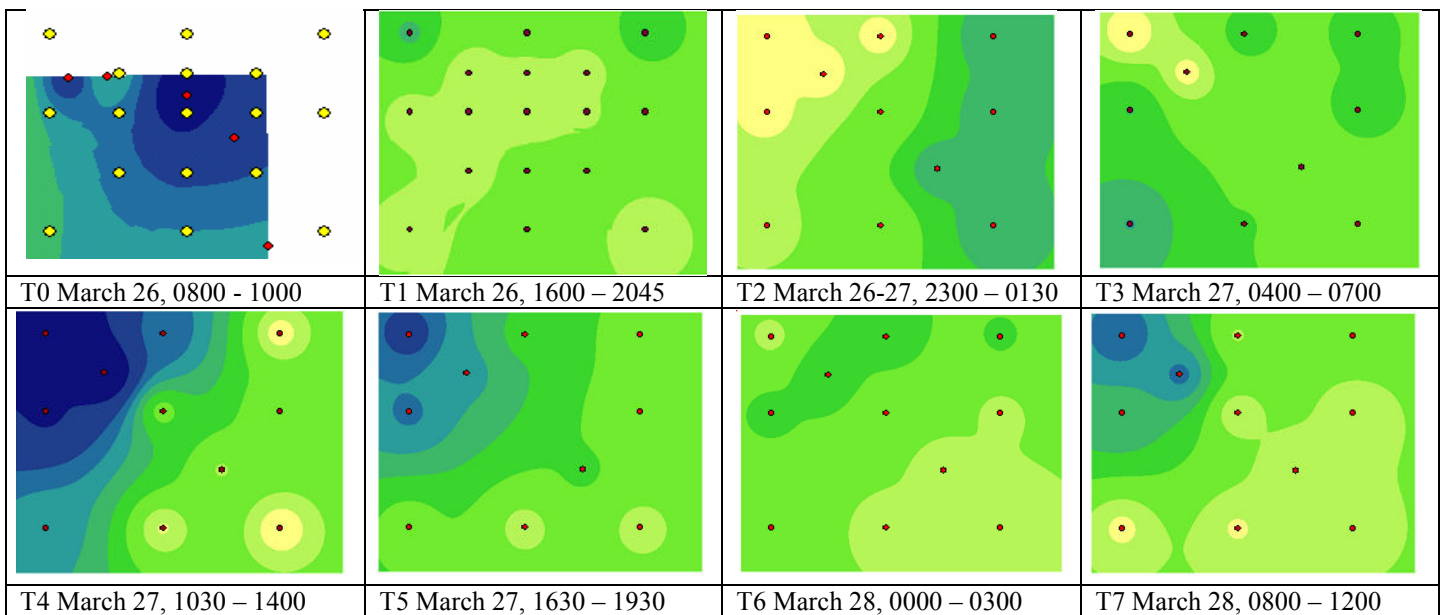 T0 March 26, 0800 - 1000
T1 March 26, 1600 – 2045
T2 March 26-27, 2300 – 0130
T3 March 27, 0400 – 0700
T4 March 27, 1030 – 1400
T5 March 27, 1630 – 1930
T6 March 28, 0000 – 0300
T7 March 28, 0800 – 1200